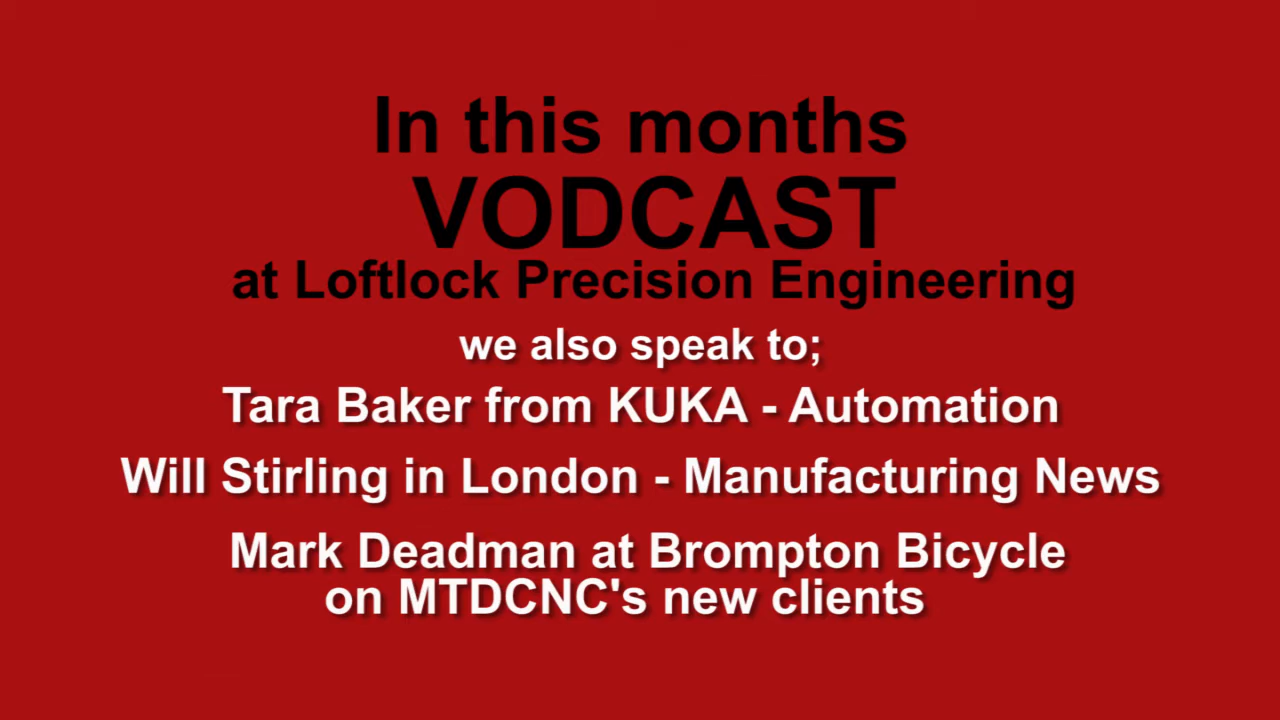 In this months
VODCAST
at Loftlock Precision Engineering
we also speak to;
Tara Baker from KUKA - Automation
Will Stirling in London - Manufacturing News
Mark Deadman at Brompton Bicycle
on MTDCNC's new clients